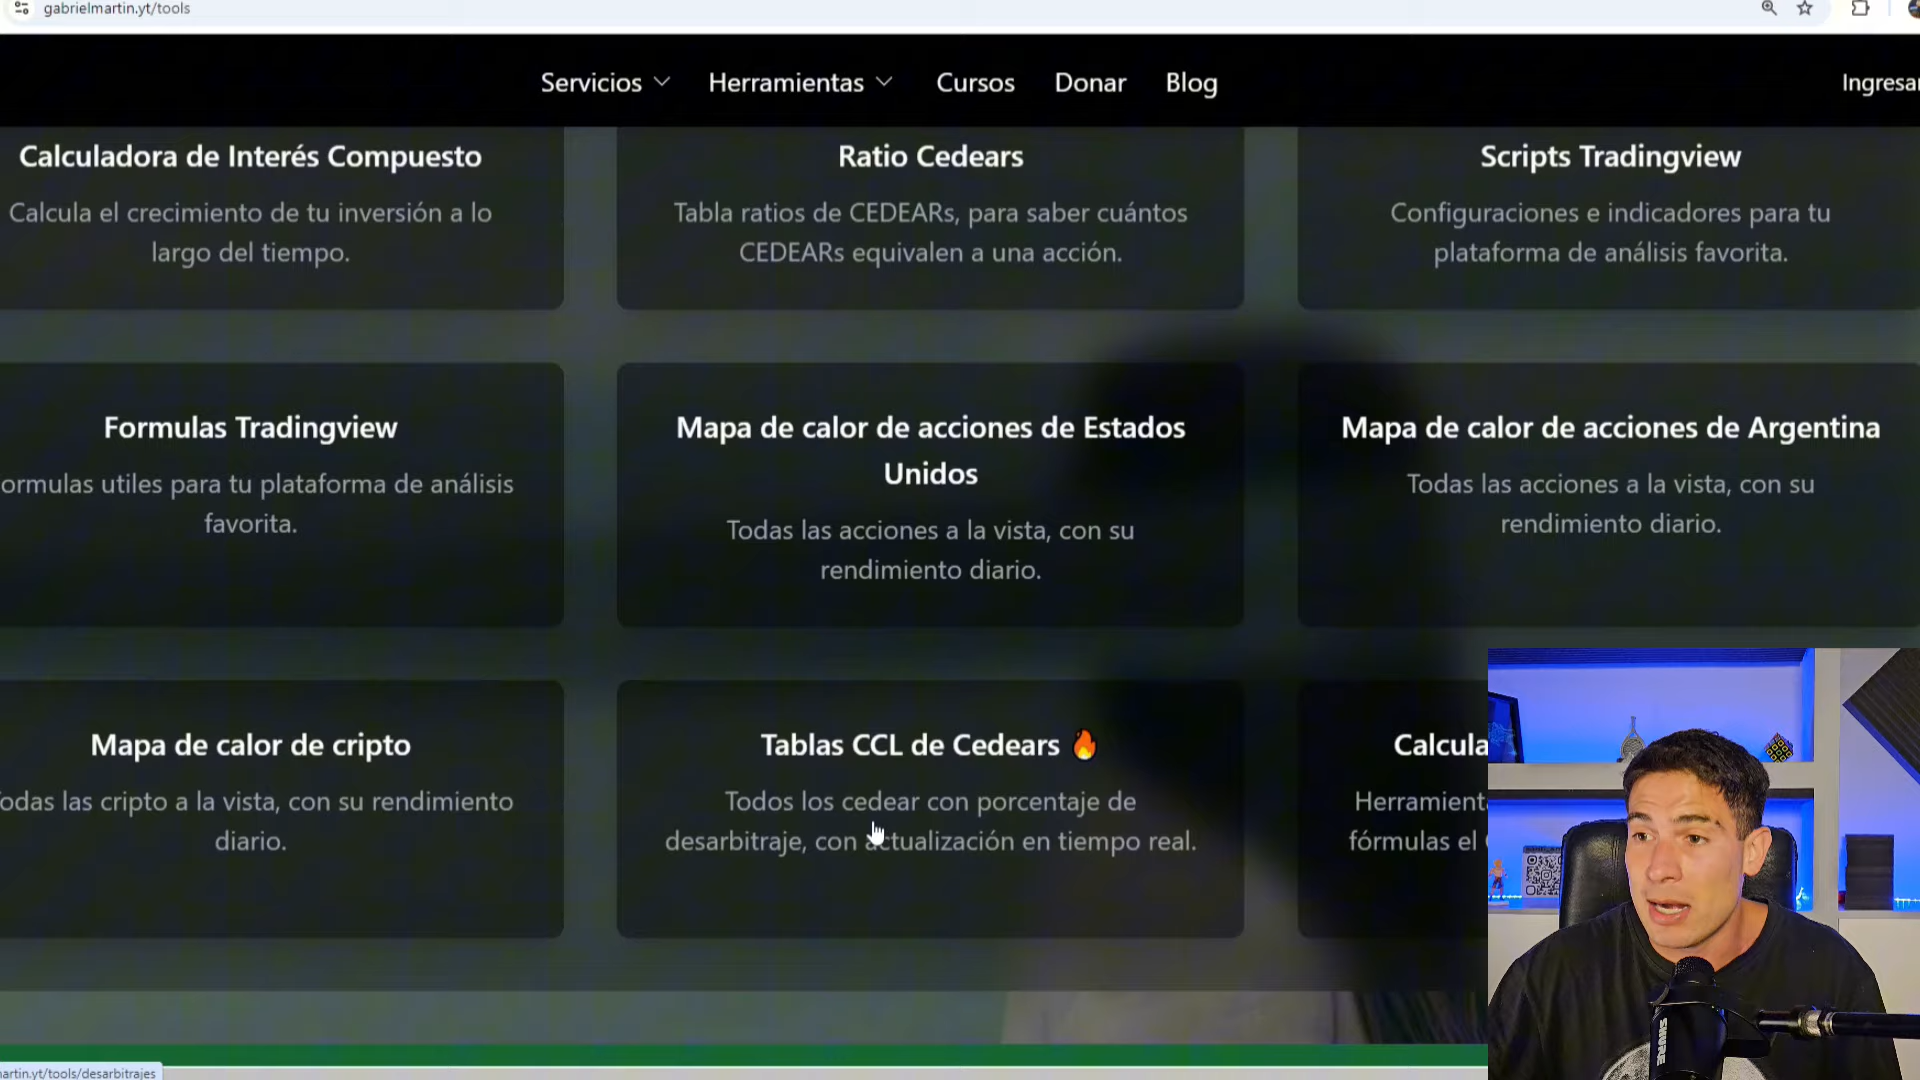 gabrielmartin.yt/tools
Servicios
Herramientas
Cursos
Donar
Blog
Ingresar
Calculadora de Interés Compuesto
Calcula el crecimiento de tu inversión a lo
largo del tiempo.
Ratio Cedears
Tabla ratios de CEDEARs, para saber cuántos
CEDEARs equivalen a una acción.
Scripts Tradingview
Configuraciones e indicadores para tu
plataforma de análisis favorita.
Formulas Tradingview
ormulas utiles para tu plataforma de análisis
favorita.
Mapa de calor de acciones de Estados
Unidos
Todas las acciones a la vista, con su
rendimiento diario.
Mapa de calor de acciones de Argentina
Todas las acciones a la vista, con su
rendimiento diario.
Mapa de calor de cripto
odas las cripto a la vista, con su rendimiento
diario.
Tablas CCL de Cedears 🔥
Todos los cedear con porcentaje de
desarbitraje, con actualización en tiempo real.
Calcula
Herramient
fórmulas el
SHURE
artin.yt/tools/desarbitrajes